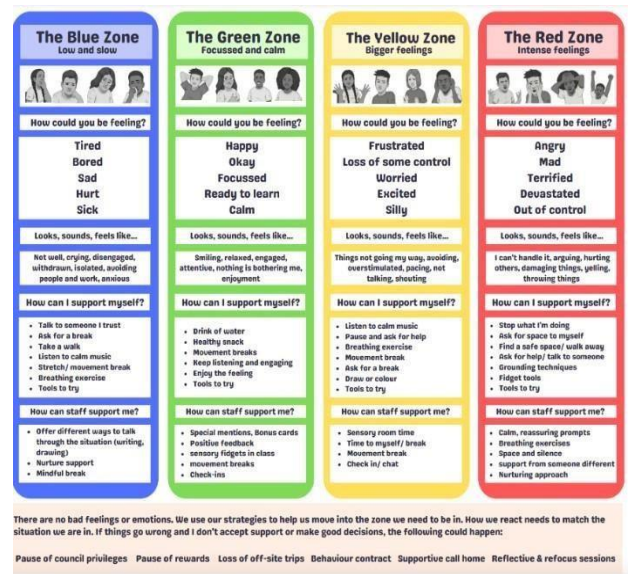 The Blue Zone
Low and slow
How could you be feeling?
Tired
Bored
Sad
Hurt
Sick
Looks, sounds, feels like...
Not well, crying, disengaged,
withdrawn, isolated, avoiding
people and work, anxious
How can I support myself?
• Talk to someone I trust
• Ask for a break
• Take a walk
• Listen to calm music
• Stretch/ movement break
• Breathing exercise
• Tools to try
How can staff support me?
• Offer different ways to talk
through the situation (writing,
drawing)
• Nurture support
• Mindful break
The Green Zone
Focussed and calm
How could you be feeling?
Happy
Okay
Focussed
Ready to learn
Calm
Looks, sounds, feels like...
Smiling, relaxed, engaged,
attentive, nothing is bothering me,
enjoyment
How can I support myself?
• Drink of water
• Healthy snack
• Movement breaks
• Keep listening and engaging
• Enjoy the feeling
• Tools to try
How can staff support me?
• Special mentions, Bonus cards
• Positive feedback
• sensory fidgets in class
• movement breaks
• Check-ins
The Yellow Zone
Bigger feelings
How could you be feeling?
Frustrated
Loss of some control
Worried
Excited
Silly
Looks, sounds, feels like...
Things not going my way, avoiding,
overstimulated, pacing, not
talking, shouting
How can I support myself?
• Listen to calm music
• Pause and ask for help
• Breathing exercise
• Movement break
• Ask for a break
• Draw or colour
• Tools to try
How can staff support me?
• Sensory room time
• Time to myself/ break
• Movement break
• Check in/ chat
The Red Zone
Intense feelings
How could you be feeling?
Angry
Mad
Terrified
Devastated
Out of control
Looks, sounds, feels like...
I can't handle it, arguing, hurting
others, damaging things, yelling,
throwing things
How can I support myself?
• Stop what I'm doing
• Ask for space to myself
• Find a safe space/ walk away
• Ask for help/ talk to someone
• Grounding techniques
• Fidget tools
• Tools to try
How can staff support me?
• Calm, reassuring prompts
• Breathing exercises
• Space and silence
• support from someone different
• Nurturing approach
There are no bad feelings or emotions. We use our strategies to help us move into the zone we need to be in. How we react needs to match the
situation we are in. If things go wrong and I don't accept support or make good decisions, the following could happen:
Pause of council privileges Pause of rewards Loss of off-site trips Behaviour contract Supportive call home Reflective & refocus sessions